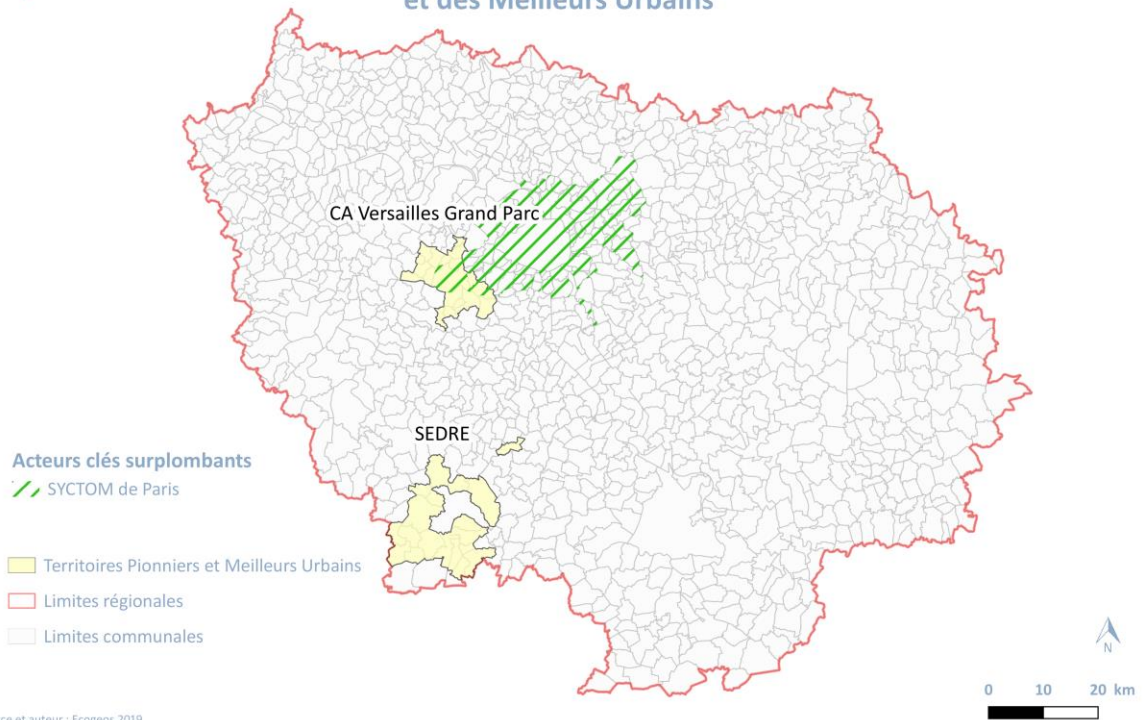 et des Meilleurs Urbains
CA Versailles Grand Parc
SEDRE
Acteurs clés surplombants
SYCTOM de Paris
Territoires Pionniers et Meilleurs Urbains
Limites régionales
Limites communales
N
0 10 20 km
et auteur : Ecogeos 2019